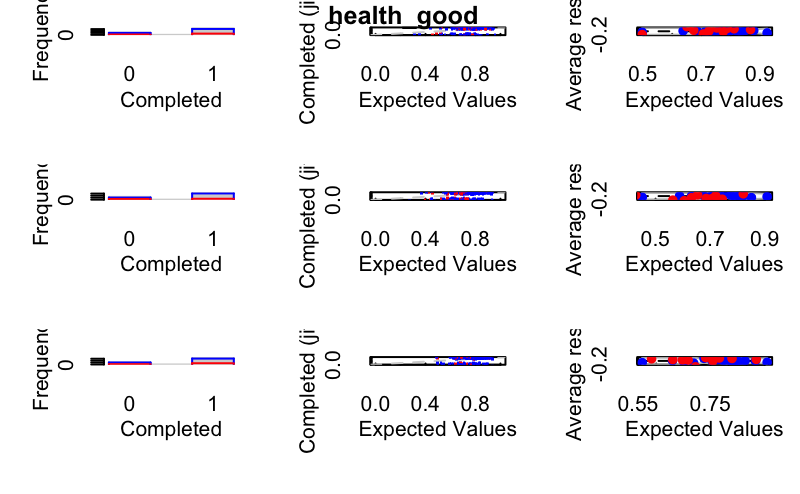 health_good
Frequenc
0
0 1
Completed
Completed (ji
0.0
0.0 0.4 0.8
Expected Values
Average res
-0.2
0.5 0.7 0.9
Expected Values
Frequenc
0
0 1
Completed
Completed (ji
0.0
0.0 0.4 0.8
Expected Values
Average res
-0.2
0.5 0.7 0.9
Expected Values
Frequenc
0
0 1
Completed
Completed (ji
0.0
0.0 0.4 0.8
Expected Values
Average res
-0.2
0.55 0.75
Expected Values